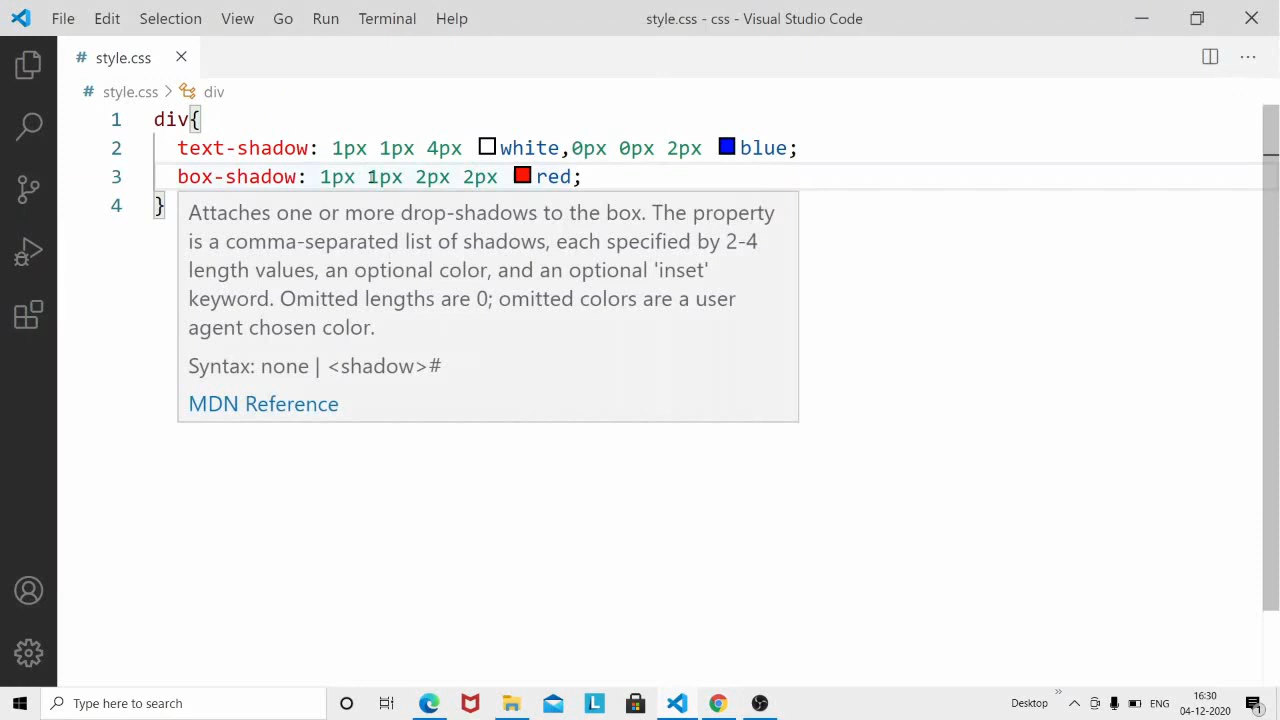 File Edit Selection View Go Run Terminal Help style.css - css - Visual Studio Code
# style.css
# style.css > div
1 div{
2 text-shadow: 1px 1px 4px white,0px 0px 2px blue;
3 box-shadow: 1px 1px 2px 2px red;
4 }
Attaches one or more drop-shadows to the box. The property
is a comma-separated list of shadows, each specified by 2-4
length values, an optional color, and an optional 'inset'
keyword. Omitted lengths are 0; omitted colors are a user
agent chosen color.
Syntax: none | <shadow>#
MDN Reference
Type here to search L Desktop » ENG 16:30
04-12-2020 1